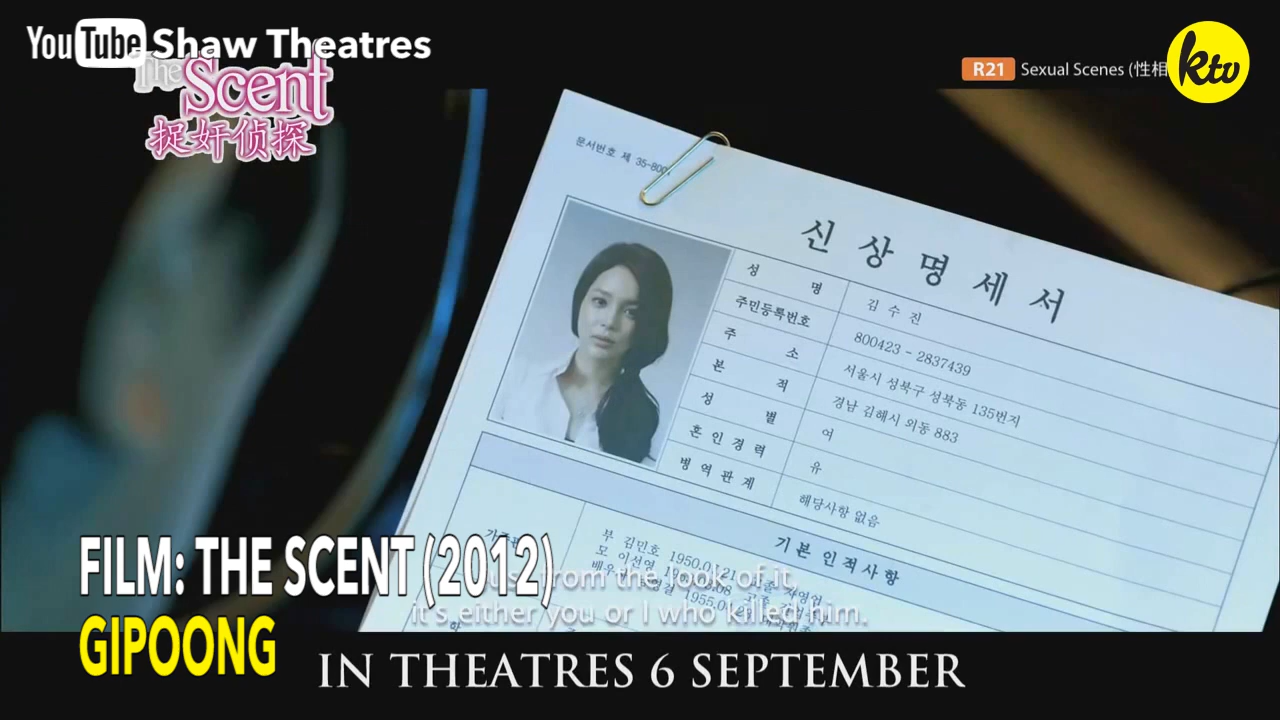 YouTube Shaw Theatres
The Scent
捉奸侦探
R21 Sexual Scenes (性相
ktv
문서번호 제 35-800
신상명세서
성 명 김 수 진
주민등록번호 800423 - 2837439
주 소 서울시 성북구 성북동 135번지
본 적 경남 김해시 외동 883
성 별 여
혼 인 경 력 유
병 역 관 계 해당사항 없음
기 본 인 적 사 항
부 김민호 1950.0
모 이선영
from the look of it,
it's either you or I who killed him.
FILM: THE SCENT (2012)
GIPOONG
IN THEATRES 6 SEPTEMBER